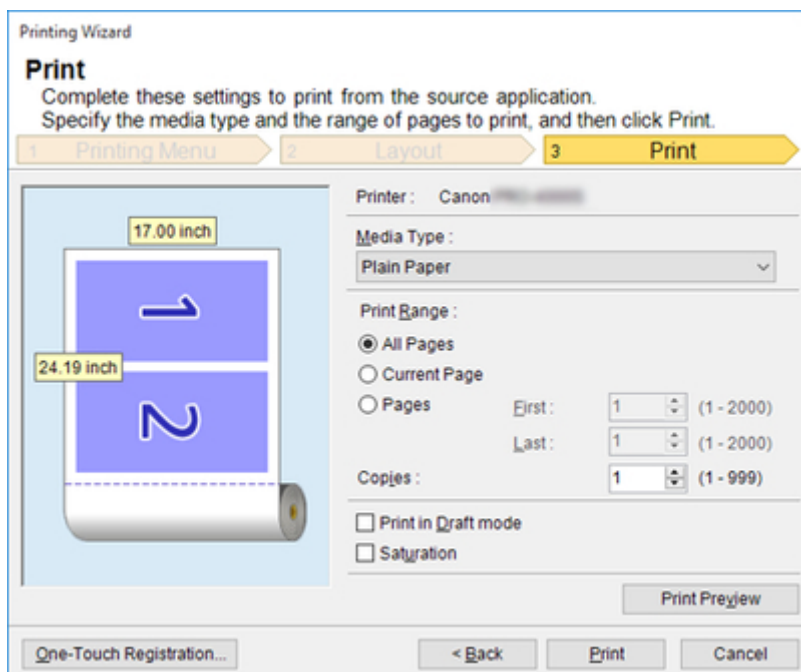 Printing Wizard
Print
Complete these settings to print from the source application.
Specify the media type and the range of pages to print, and then click Print.
1 Printing Menu 2 Layout 3 Print
Printer : Canon
17.00 inch
24.19 inch
1
2
Media Type :
Plain Paper
Print Range :
All Pages
Current Page
Pages First : 1 (1 - 2000)
Last : 1 (1 - 2000)
Copies : 1 (1 - 999)
Print in Draft mode
Saturation
Print Preview
One-Touch Registration... < Back Print Cancel